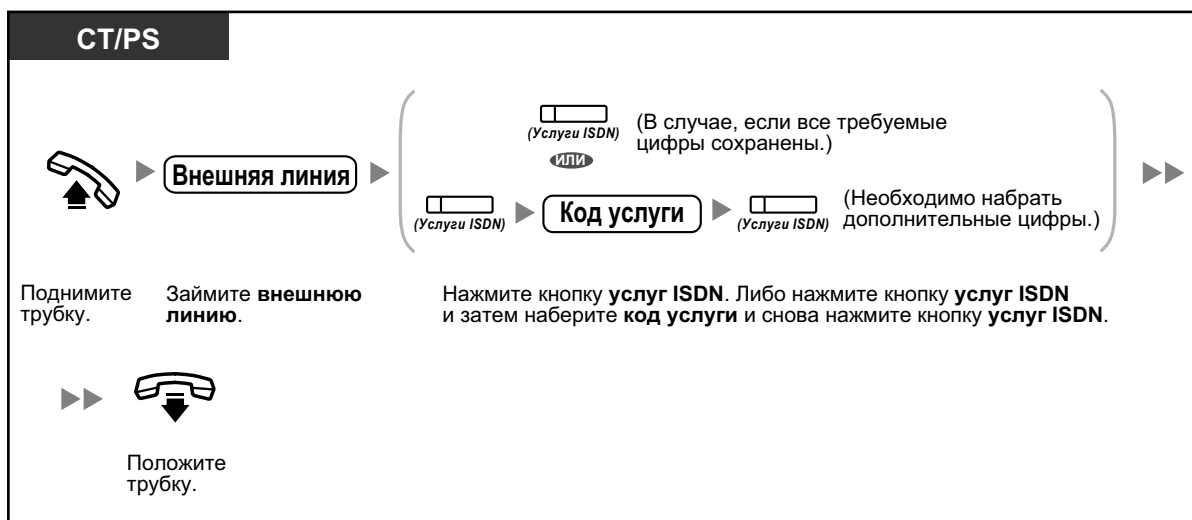 CT/PS
(Услуги ISDN)
(В случае, если все требуемые
цифры сохранены.)
ИЛИ
Внешняя линия
(Услуги ISDN)
Код услуги
(Услуги ISDN)
(Необходимо набрать
дополнительные цифры.)
Поднимите
трубку.
Займите внешнюю
линию.
Нажмите кнопку услуг ISDN. Либо нажмите кнопку услуг ISDN
и затем наберите код услуги и снова нажмите кнопку услуг ISDN.
Положите
трубку.